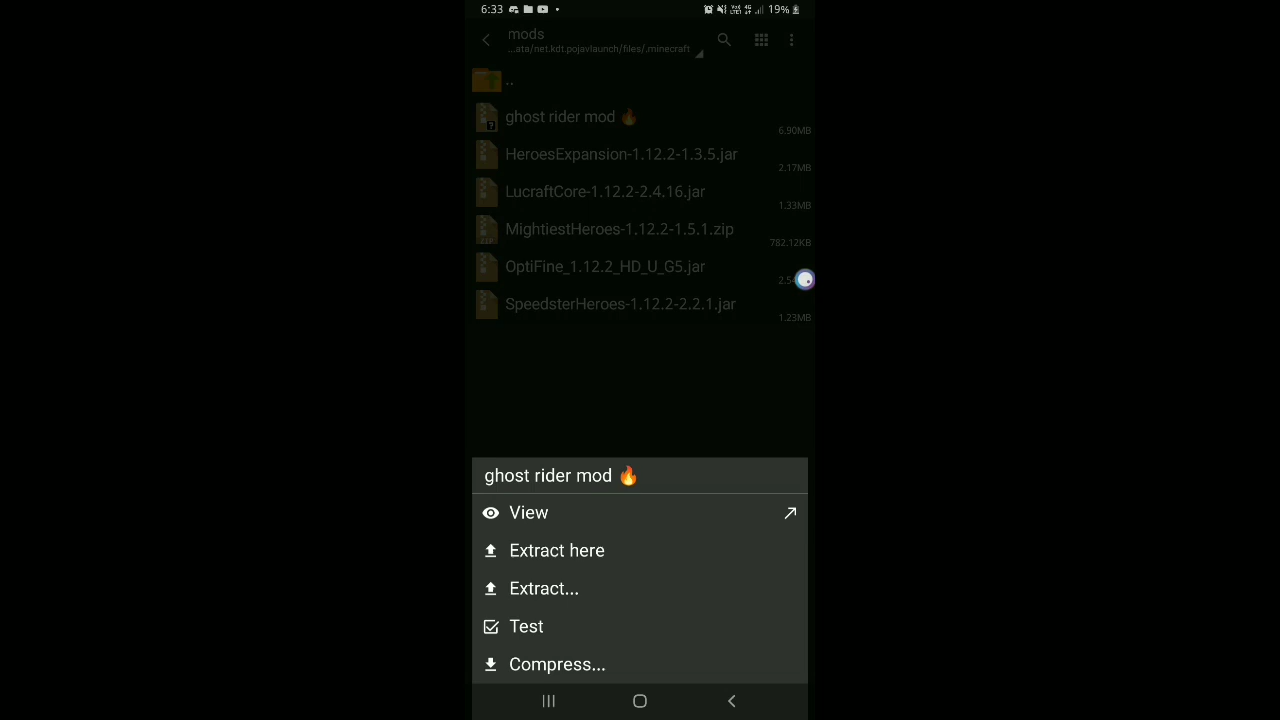 6:33
19%
mods
...ata/net.kdt.pojavlaunch/files/.minecraft
..
ghost rider mod 🔥
6.90MB
HeroesExpansion-1.12.2-1.3.5.jar
2.17MB
LucraftCore-1.12.2-2.4.16.jar
1.33MB
MightiestHeroes-1.12.2-1.5.1.zip
782.12KB
OptiFine_1.12.2_HD_U_G5.jar
SpeedsterHeroes-1.12.2-2.2.1.jar
1.23MB
ghost rider mod 🔥
View
Extract here
Extract...
Test
Compress...